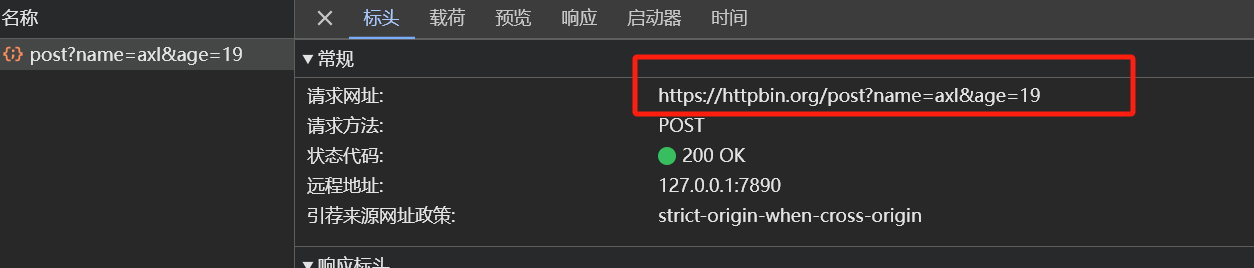 名称
标头 载荷 预览 响应 启动器 时间
{;} post?name=axl&age=19
▼常规
请求网址: https://httpbin.org/post?name=axl&age=19
请求方法: POST
状态代码: 200 OK
远程地址: 127.0.0.1:7890
引荐来源网址政策: strict-origin-when-cross-origin
▼响应标头